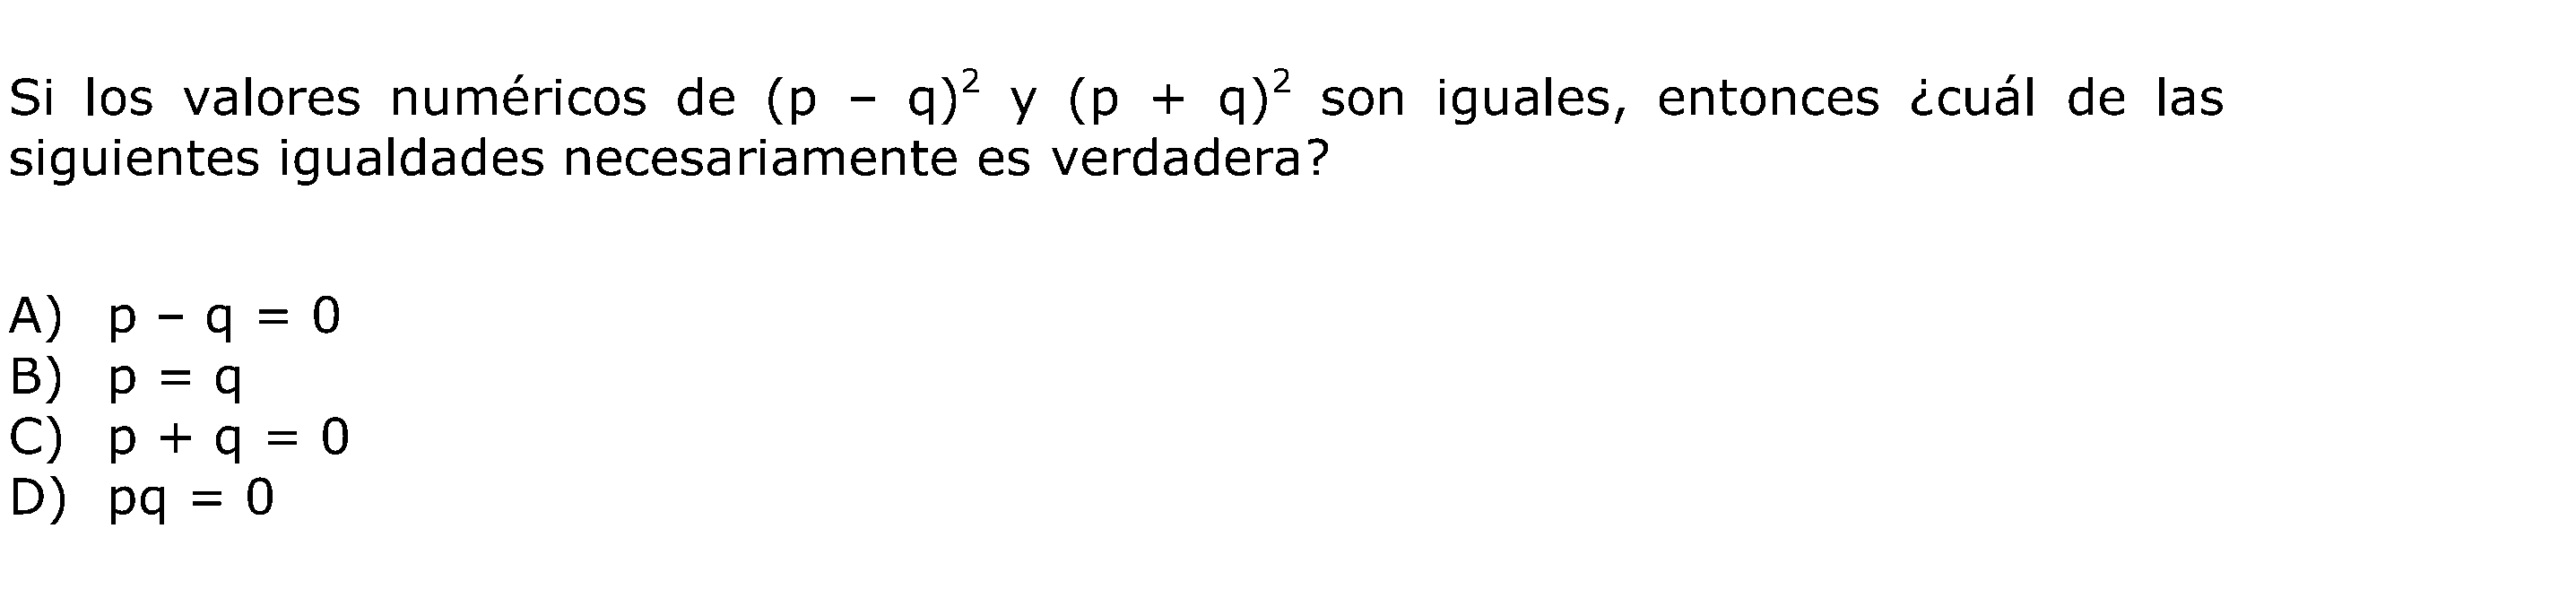 Si los valores numéricos de (p – q)² y (p + q)² son iguales, entonces ¿cuál de las
siguientes igualdades necesariamente es verdadera?
A) p – q = 0
B) p = q
C) p + q = 0
D) pq = 0